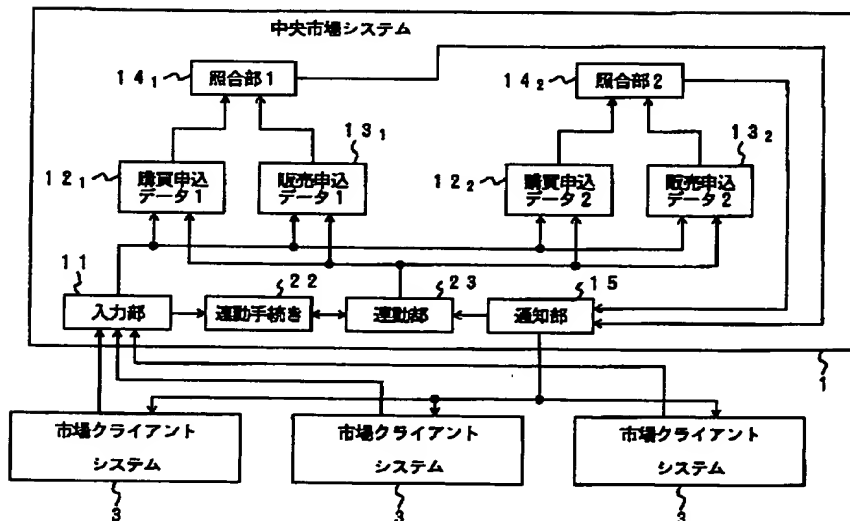 中央市場システム
14₁
照合部1
14₂
照合部2
13₁
13₂
12₁
購買申込
データ1
販売申込
データ1
12₂
購買申込
データ2
販売申込
データ2
11
22
23
15
入力部
連動手続き
連動部
通知部
1
市場クライアント
システム
市場クライアント
システム
市場クライアント
システム
3
3
3